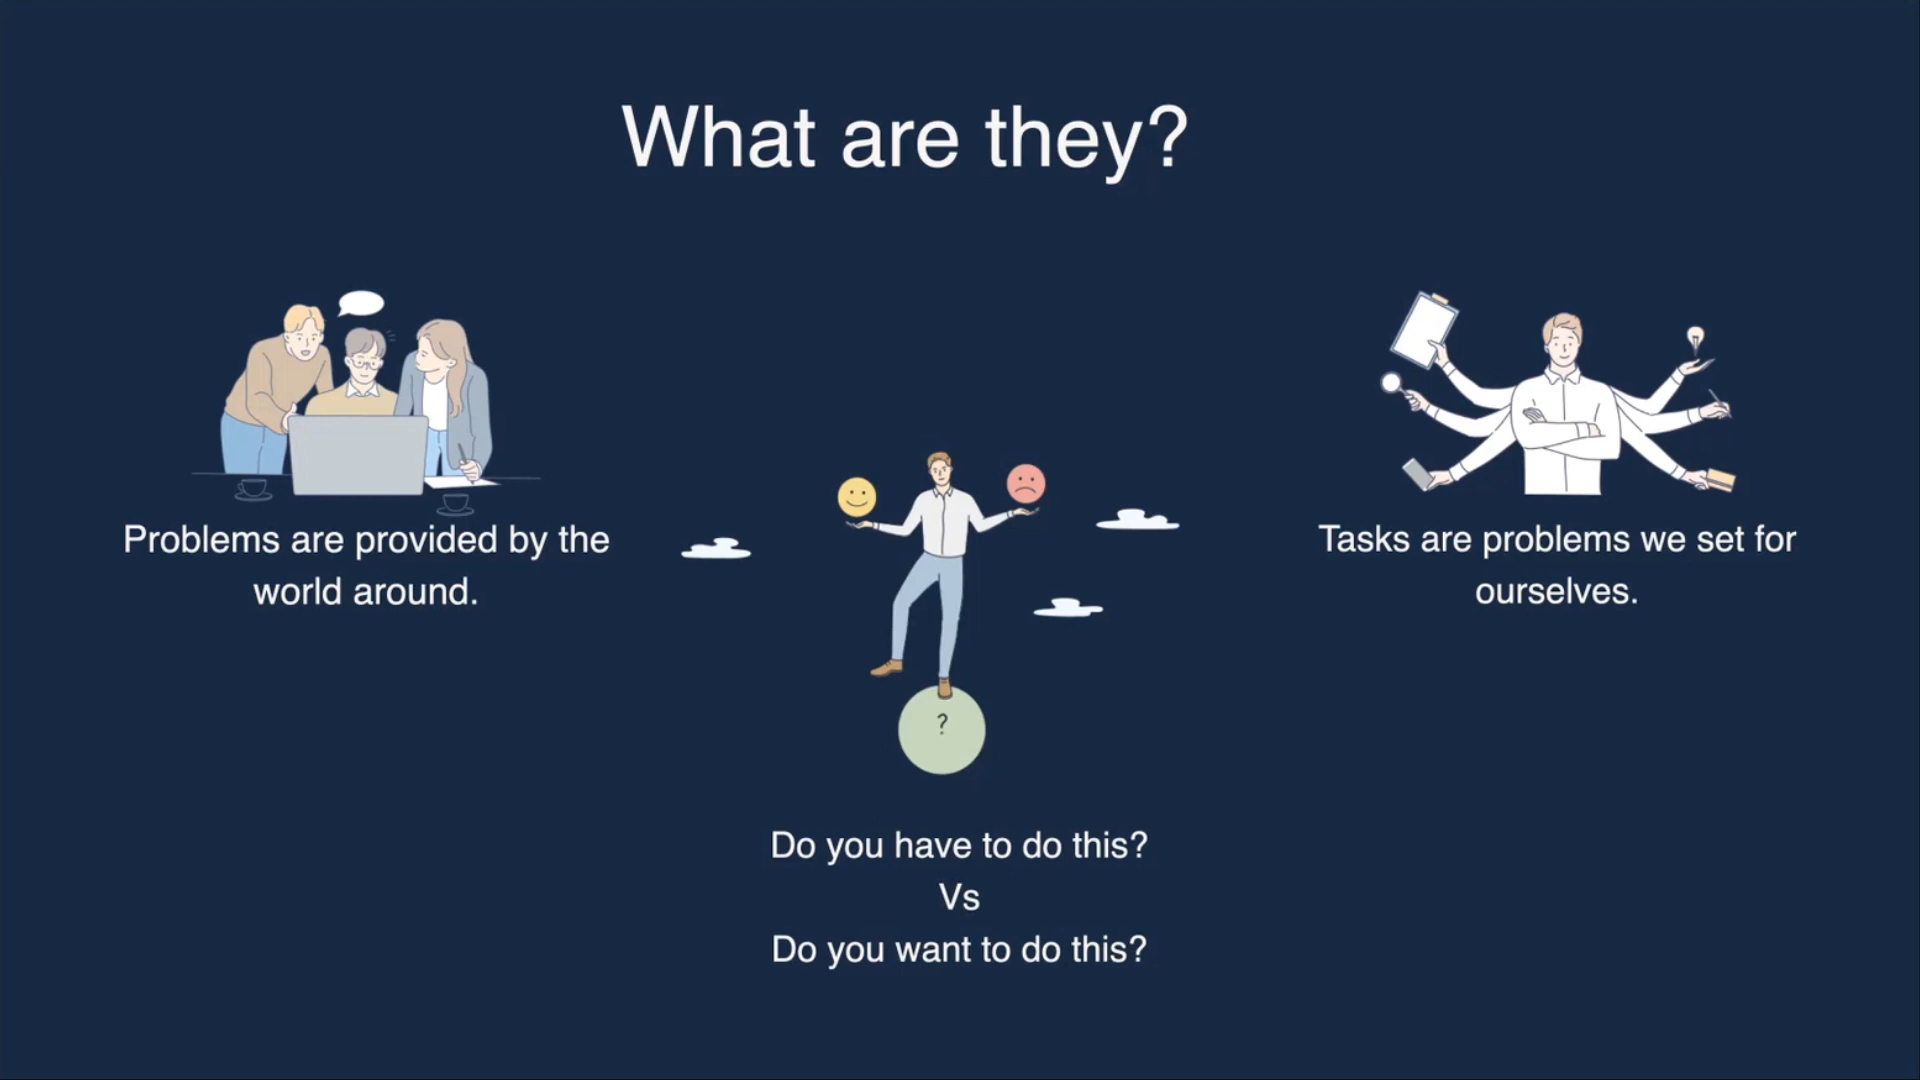 What are they?
Problems are provided by the
world around.
Tasks are problems we set for
ourselves.
?
Do you have to do this?
Vs
Do you want to do this?